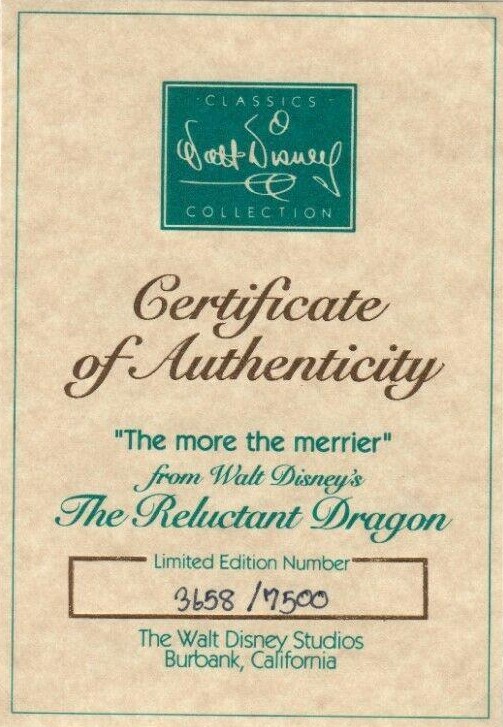 CLASSICS
Walt Disney
COLLECTION
Certificate
of Authenticity
"The more the merrier"
from Walt Disney's
The Reluctant Dragon
Limited Edition Number
3658 /7500
The Walt Disney Studios
Burbank, California